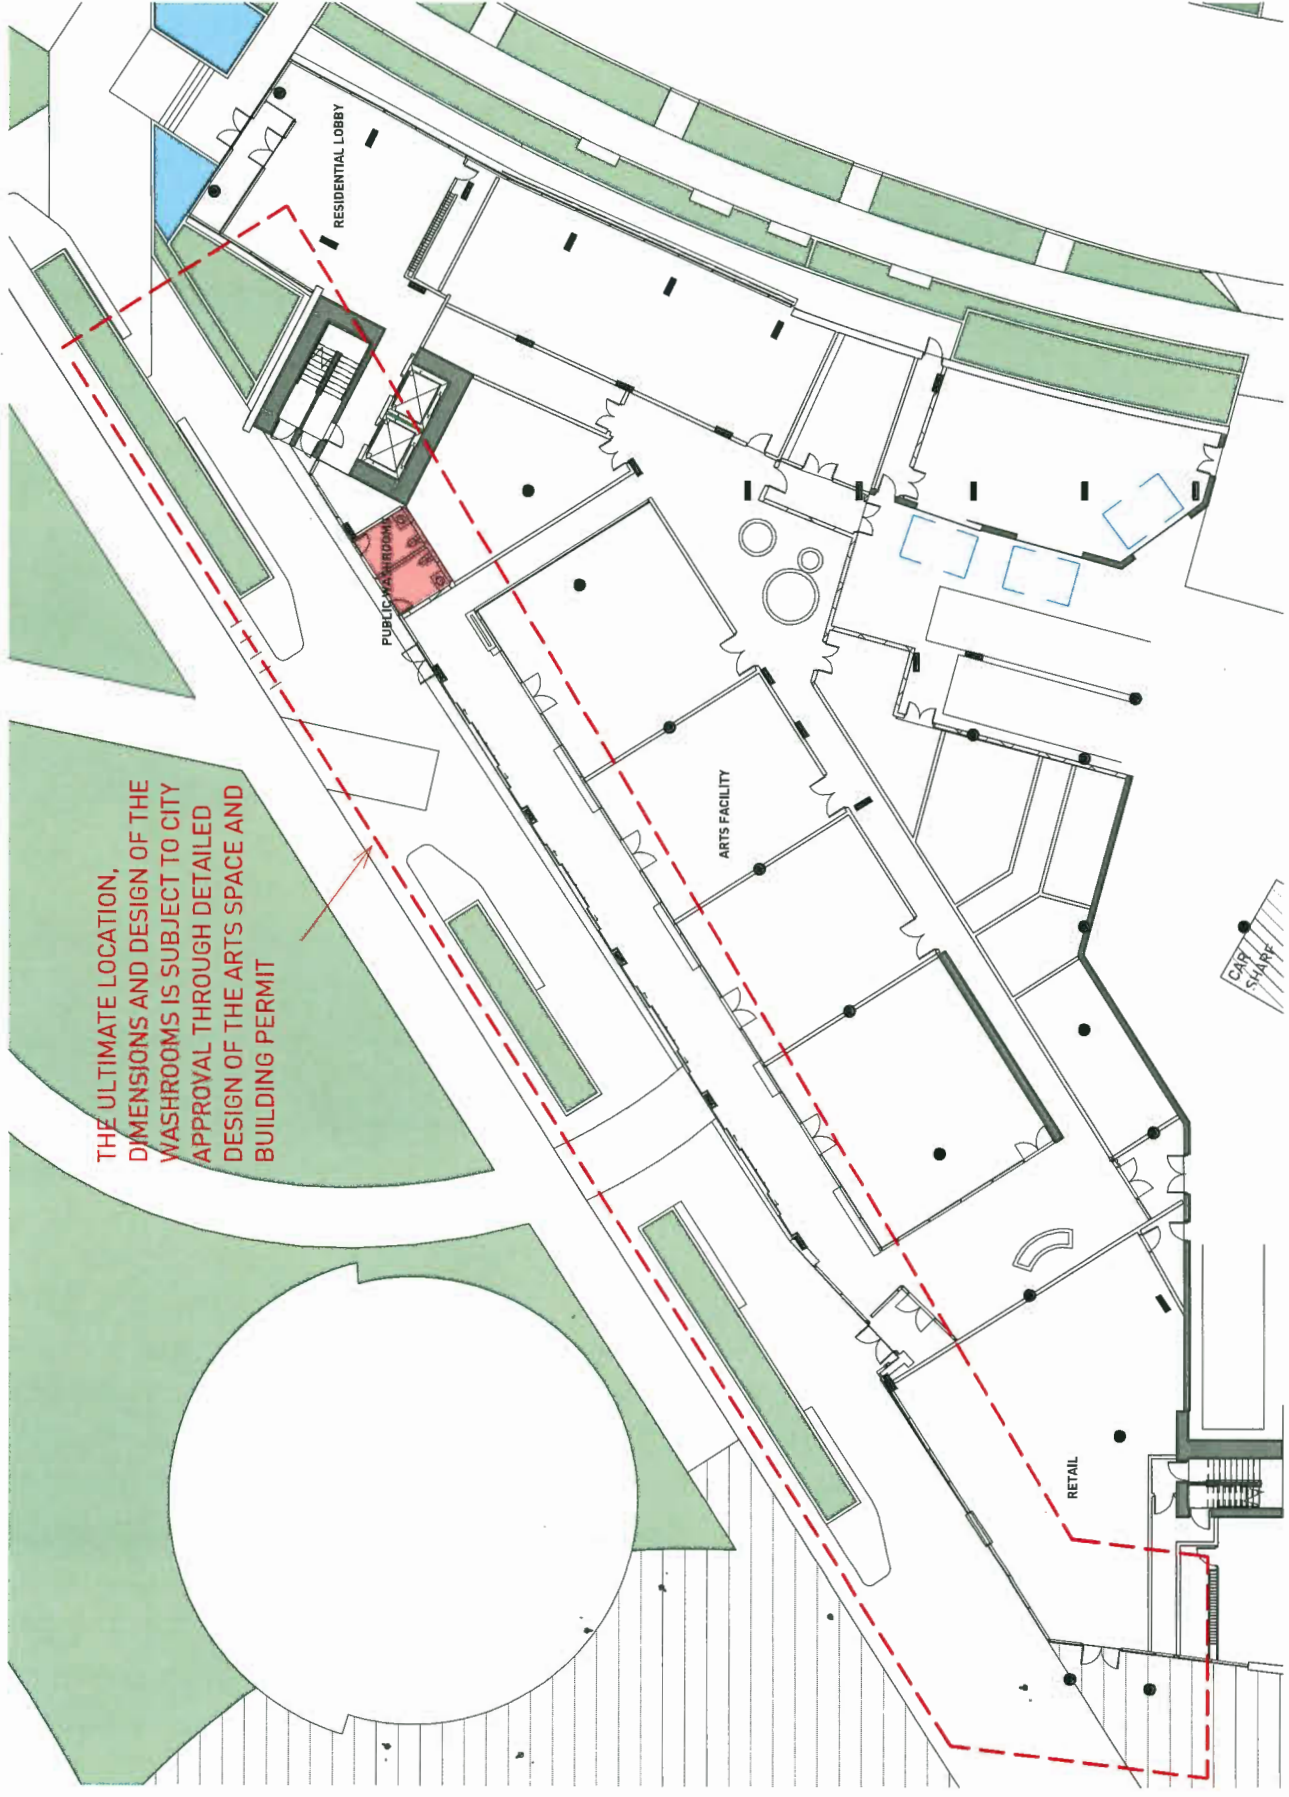 THE ULTIMATE LOCATION,
DIMENSIONS AND DESIGN OF THE
WASHROOMS IS SUBJECT TO CITY
APPROVAL THROUGH DETAILED
DESIGN OF THE ARTS SPACE AND
BUILDING PERMIT
RESIDENTIAL LOBBY
PUBLIC WASHROOMS
ARTS FACILITY
RETAIL
CAR
SHARE